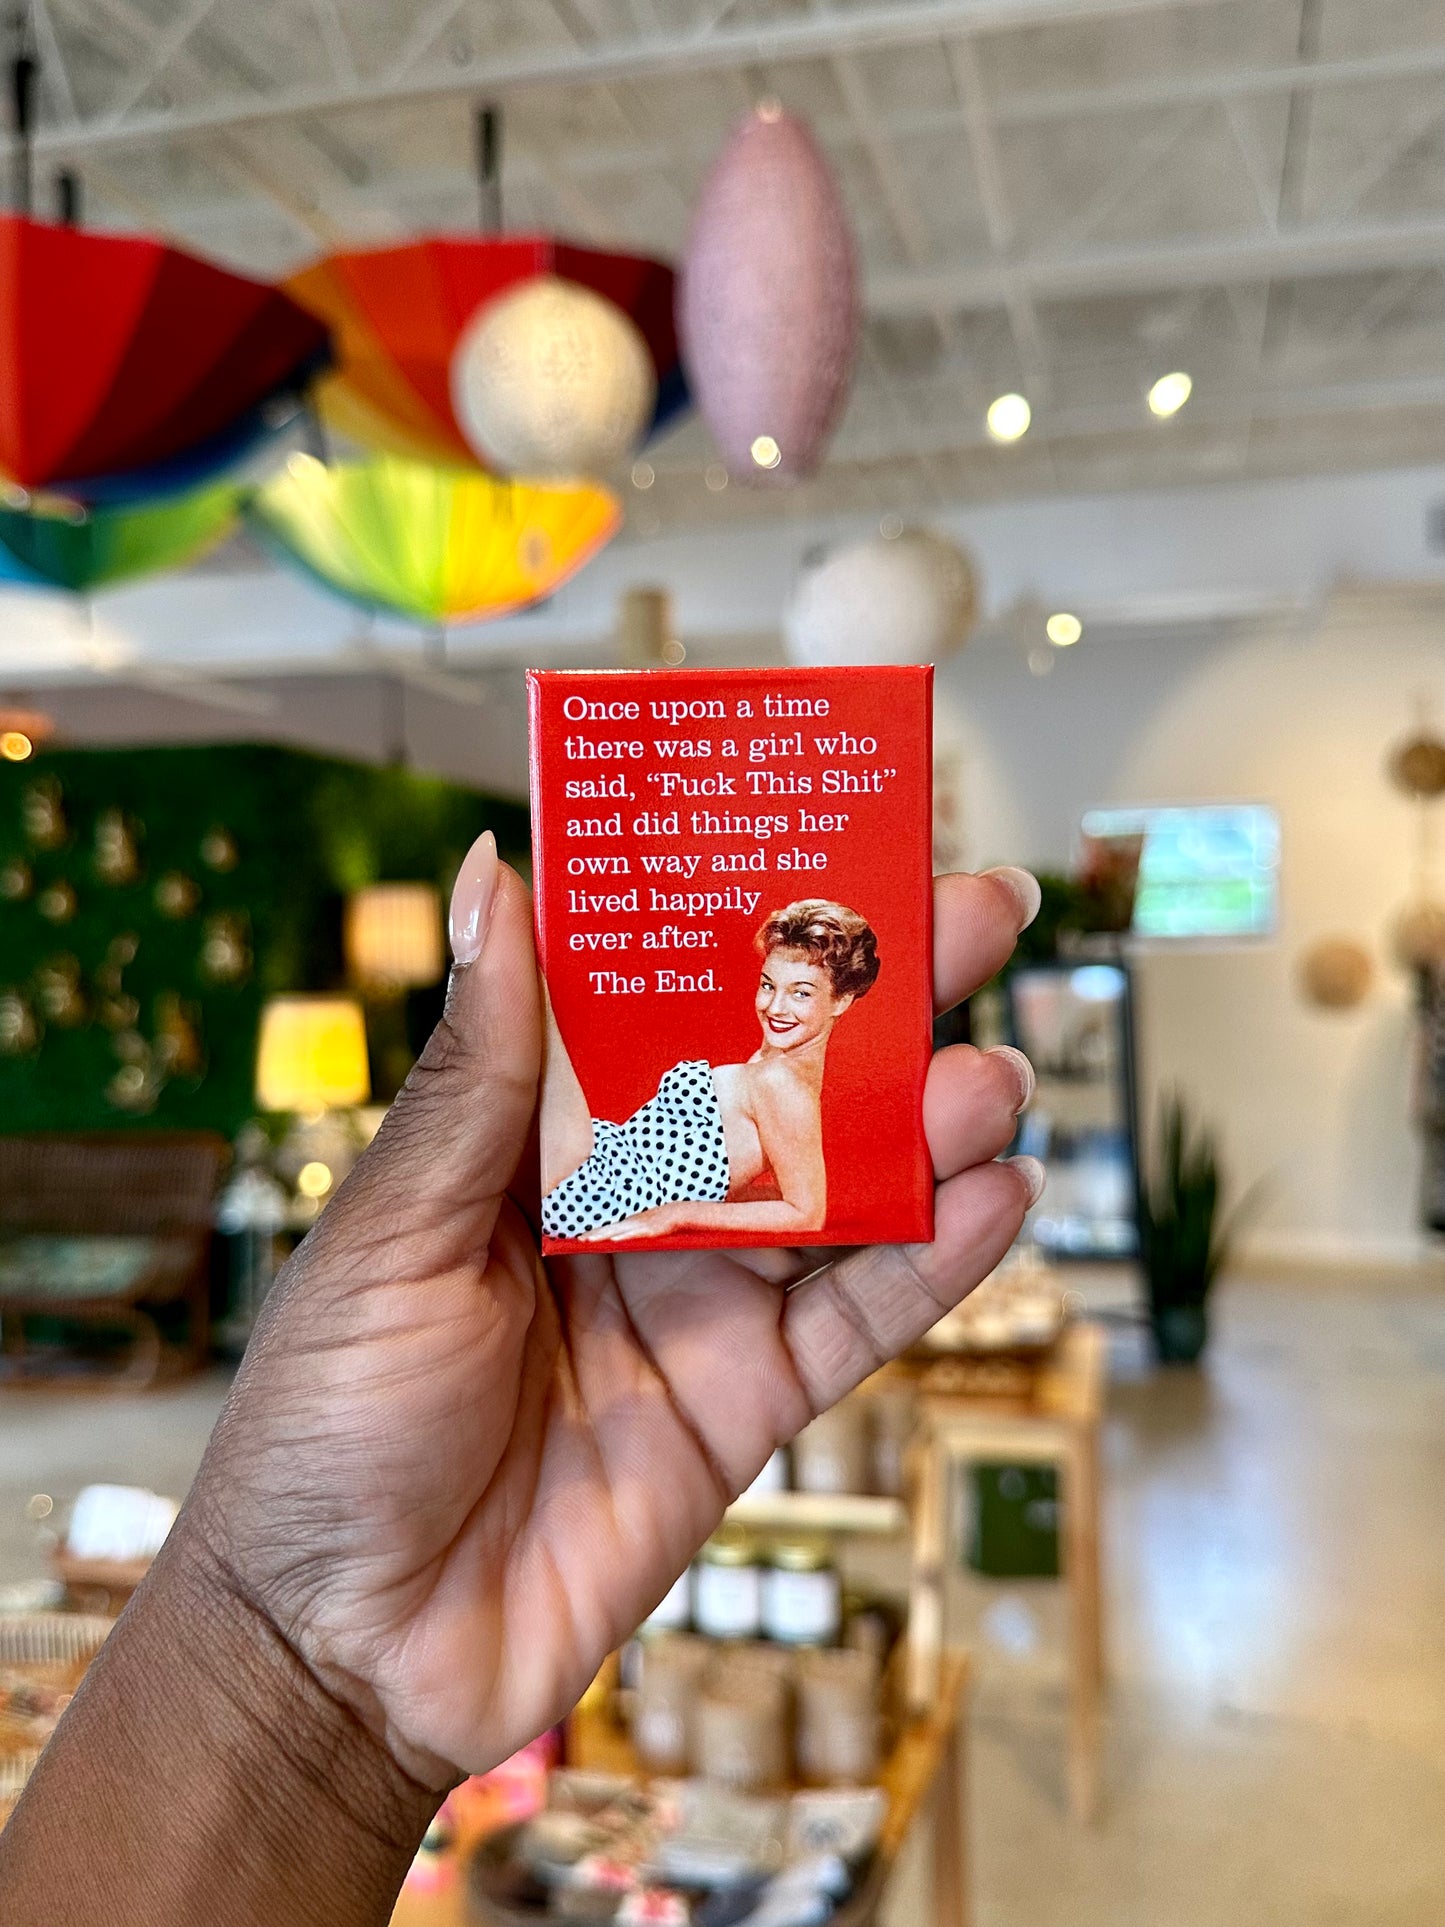 Once upon a time
there was a girl who
said, “Fuck This Shit”
and did things her
own way and she
lived happily
ever after.
The End.